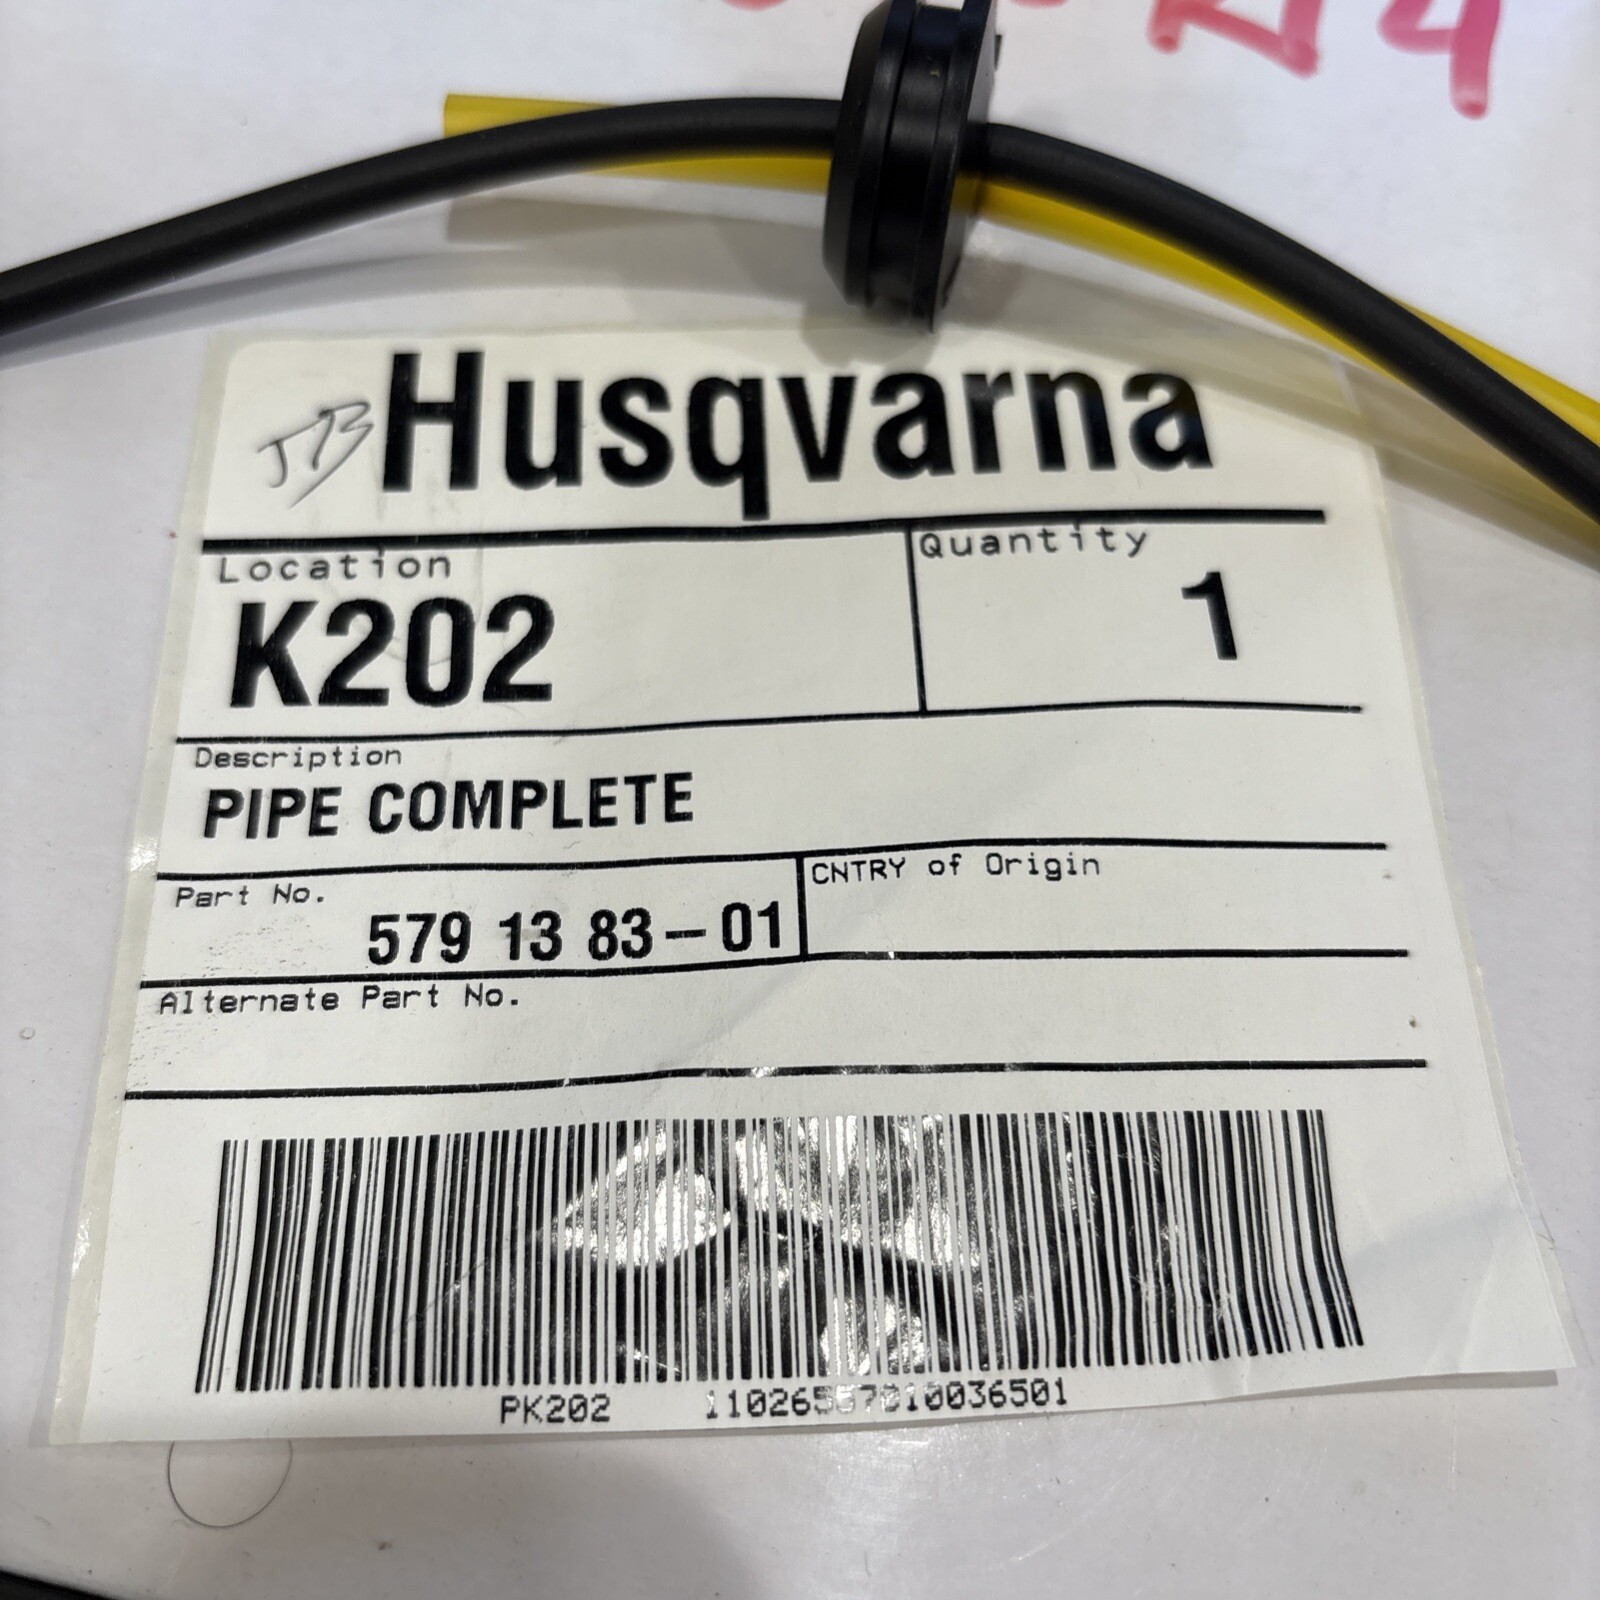 JB Husqvarna
Location
K202
Quantity
1
Description
PIPE COMPLETE
Part No.
579 13 83-01
CNTRY of Origin
Alternate Part No.
PK202